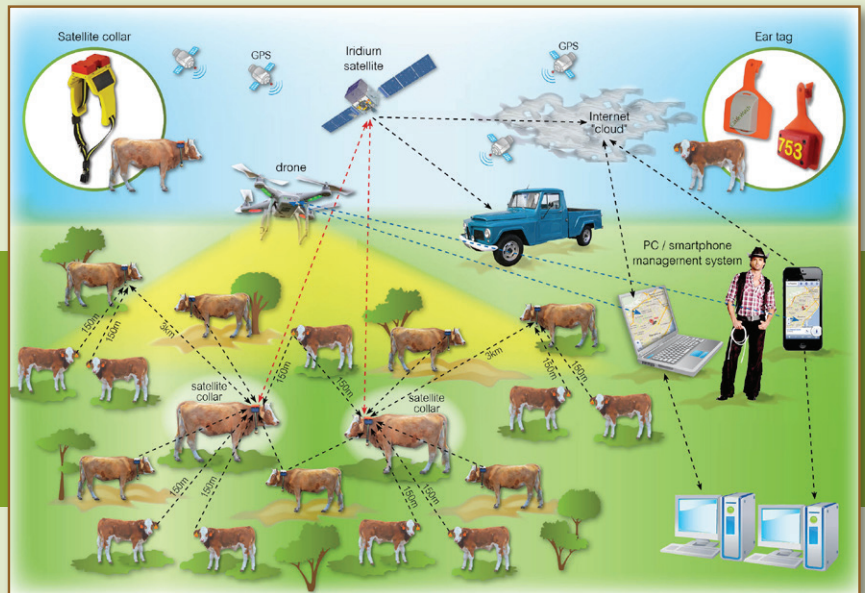 Satellite collar
GPS
Iridium
satellite
GPS
Ear tag
Internet
"cloud"
753
drone
PC / smartphone
management system
150m
150m
3km
150m
150m
3km
150m
150m
satellite
collar
satellite
collar
150m
150m
150m
150m